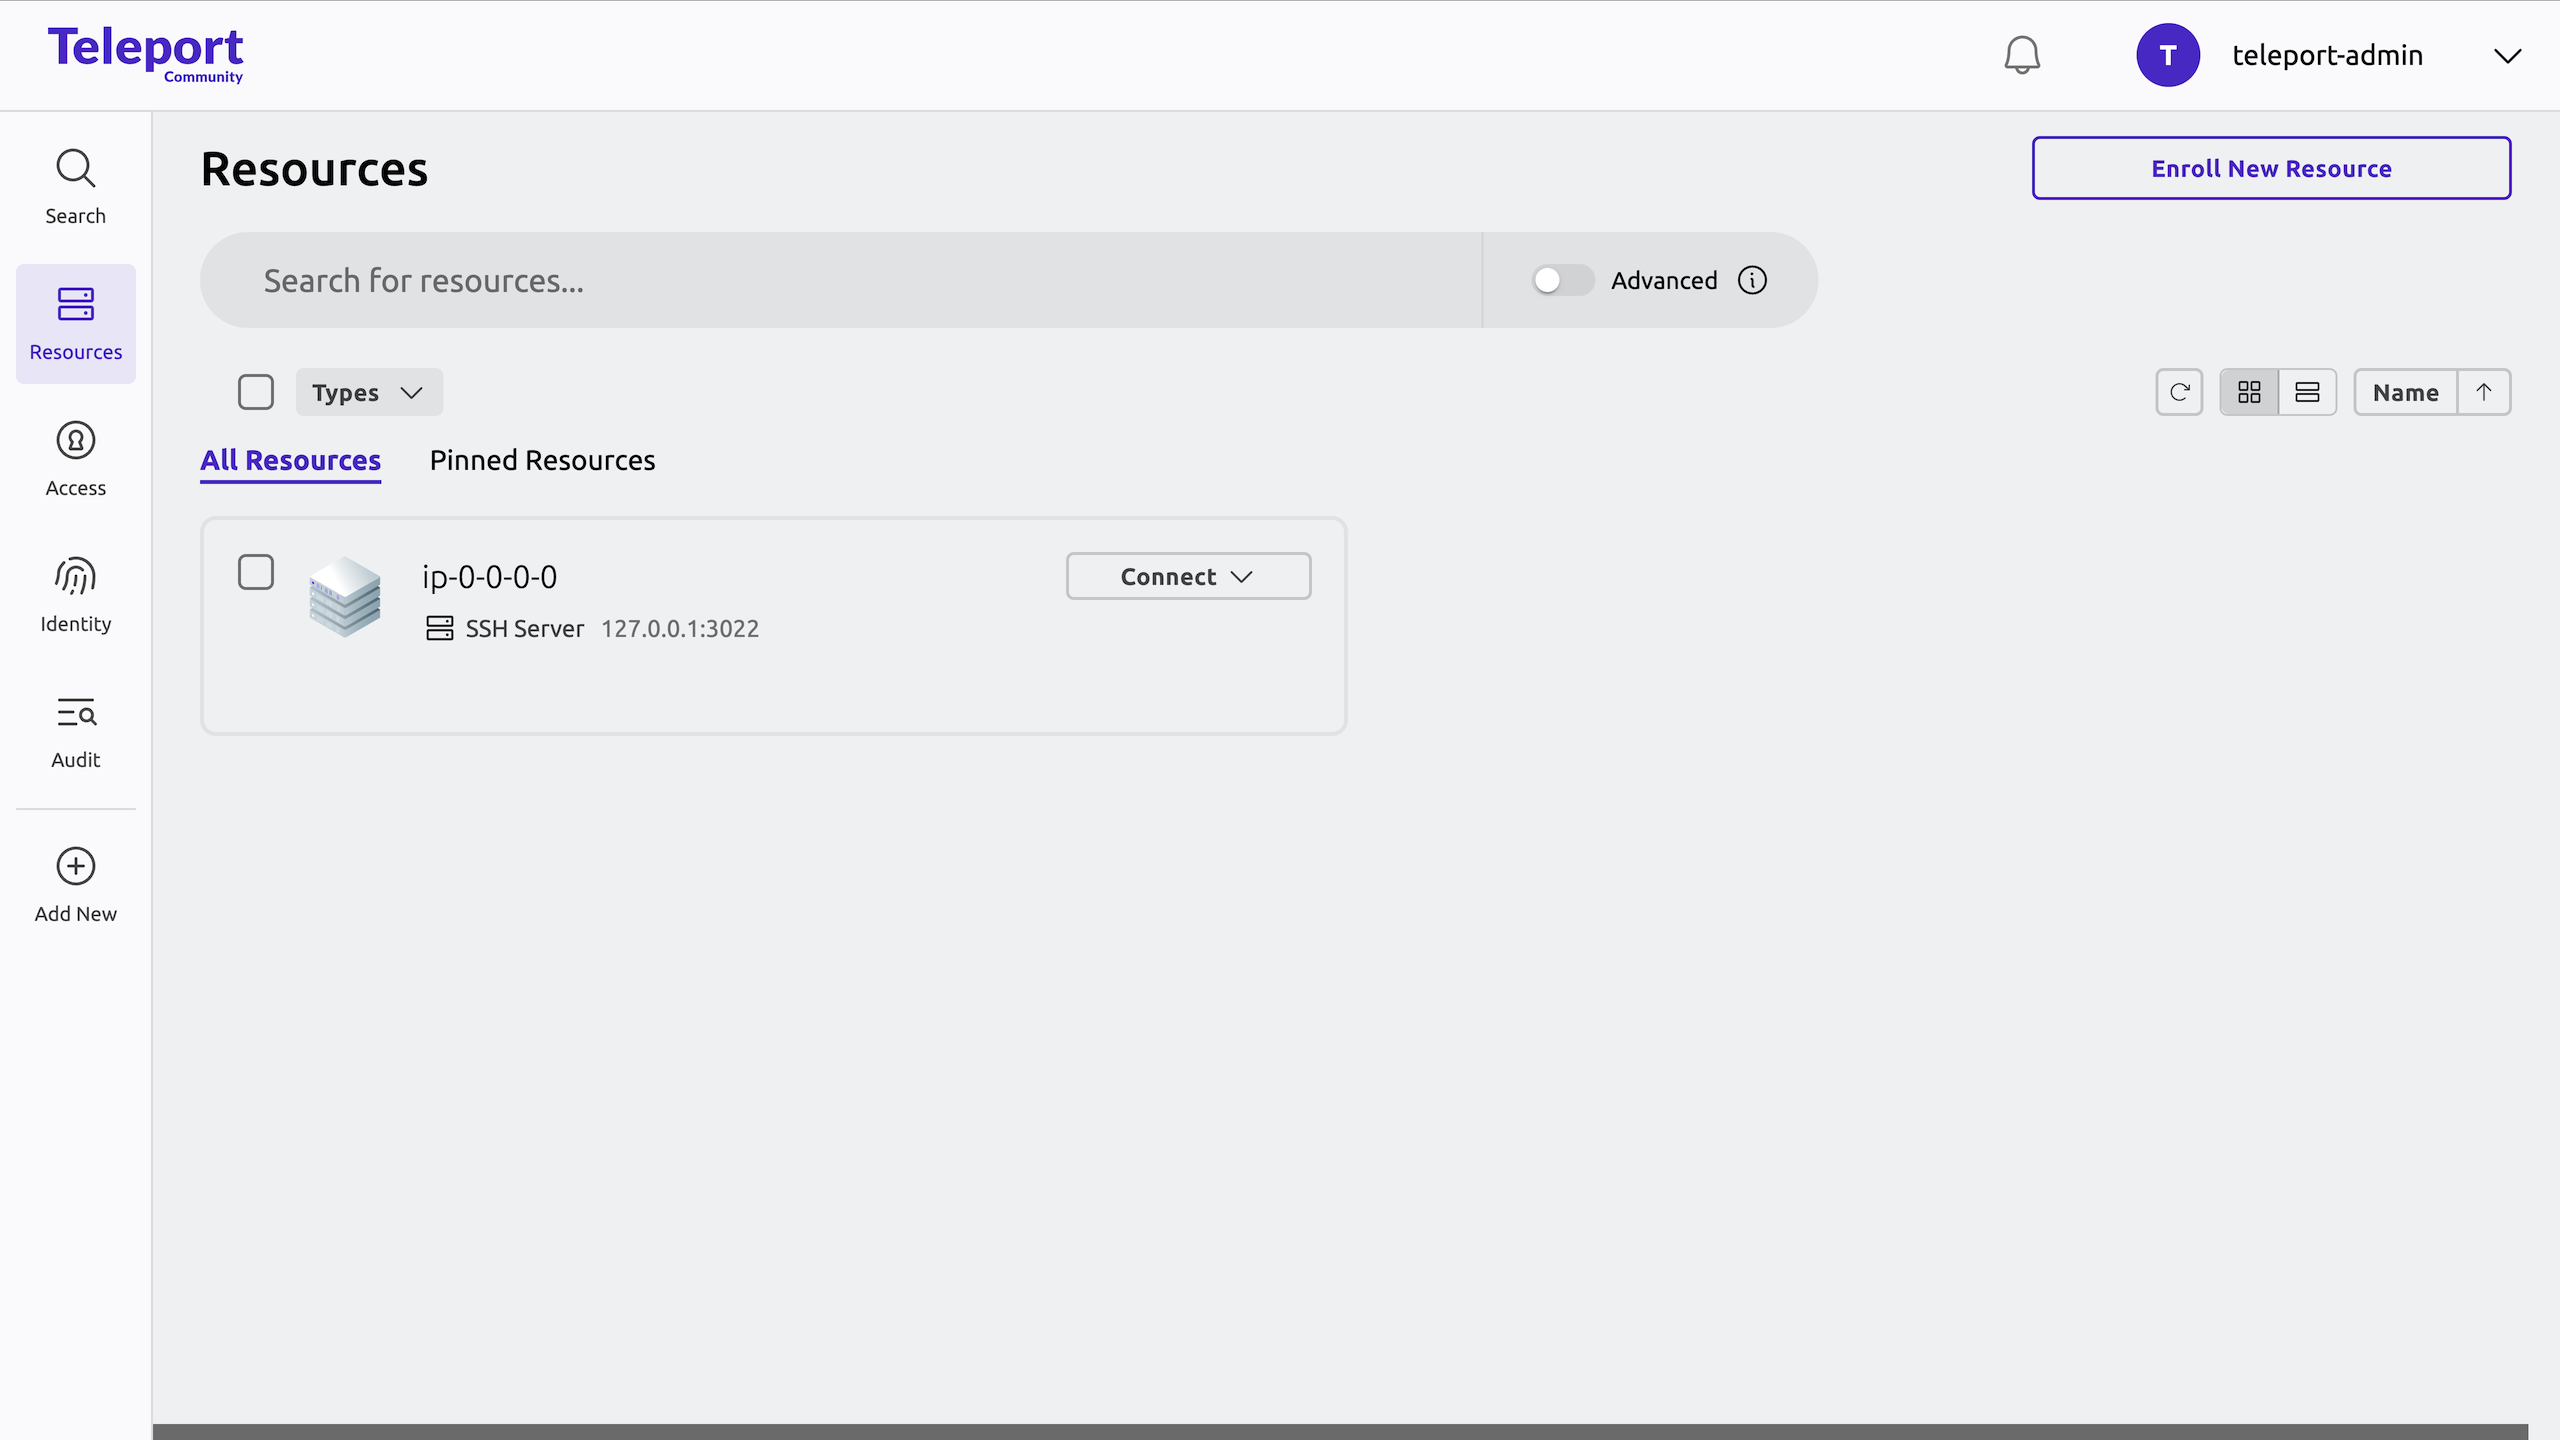 Teleport
Community
T
teleport-admin
Search
Resources
Access
Identity
Audit
Add New
Resources
Enroll New Resource
Search for resources...
Advanced
Types
Name
All Resources
Pinned Resources
ip-0-0-0-0
Connect
SSH Server 127.0.0.1:3022